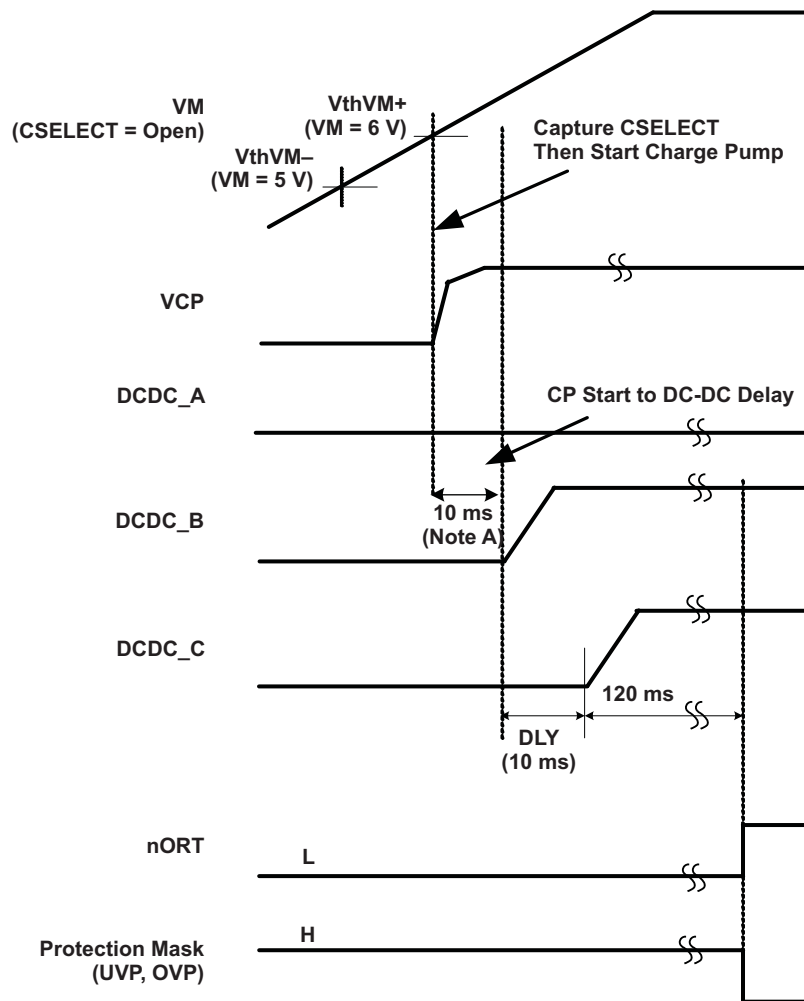 VM
(CSELECT = Open)
VthVM+
(VM = 6 V)
VthVM–
(VM = 5 V)
Capture CSELECT
Then Start Charge Pump
VCP
DCDC_A
CP Start to DC-DC Delay
10 ms
(Note A)
DCDC_B
DCDC_C
120 ms
DLY
(10 ms)
nORT
L
Protection Mask
(UVP, OVP)
H